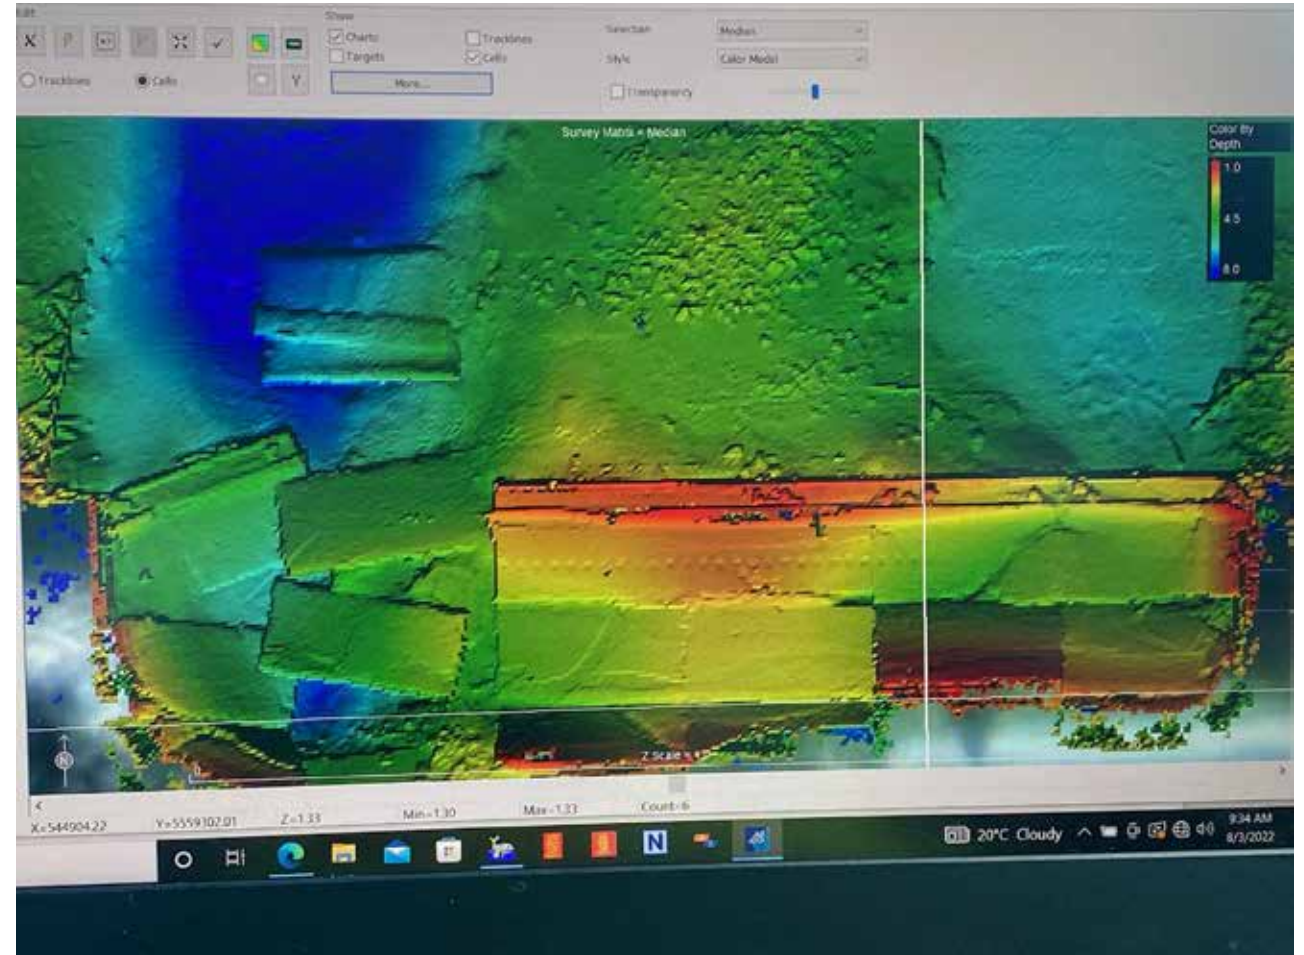 Edit
Show
Charts
Tracklines
Targets
Cells
More...
Tracklines
Cells
Selection
Median
Style
Color Model
Transparency
Survey Matrix = Median
Color By
Depth
1.0
4.5
8.0
N
X=544904.22 Y=5559302.01 Z=1.33 Min=1.30 Max=1.33 Count=6
20°C Cloudy
9:34 AM
8/3/2022